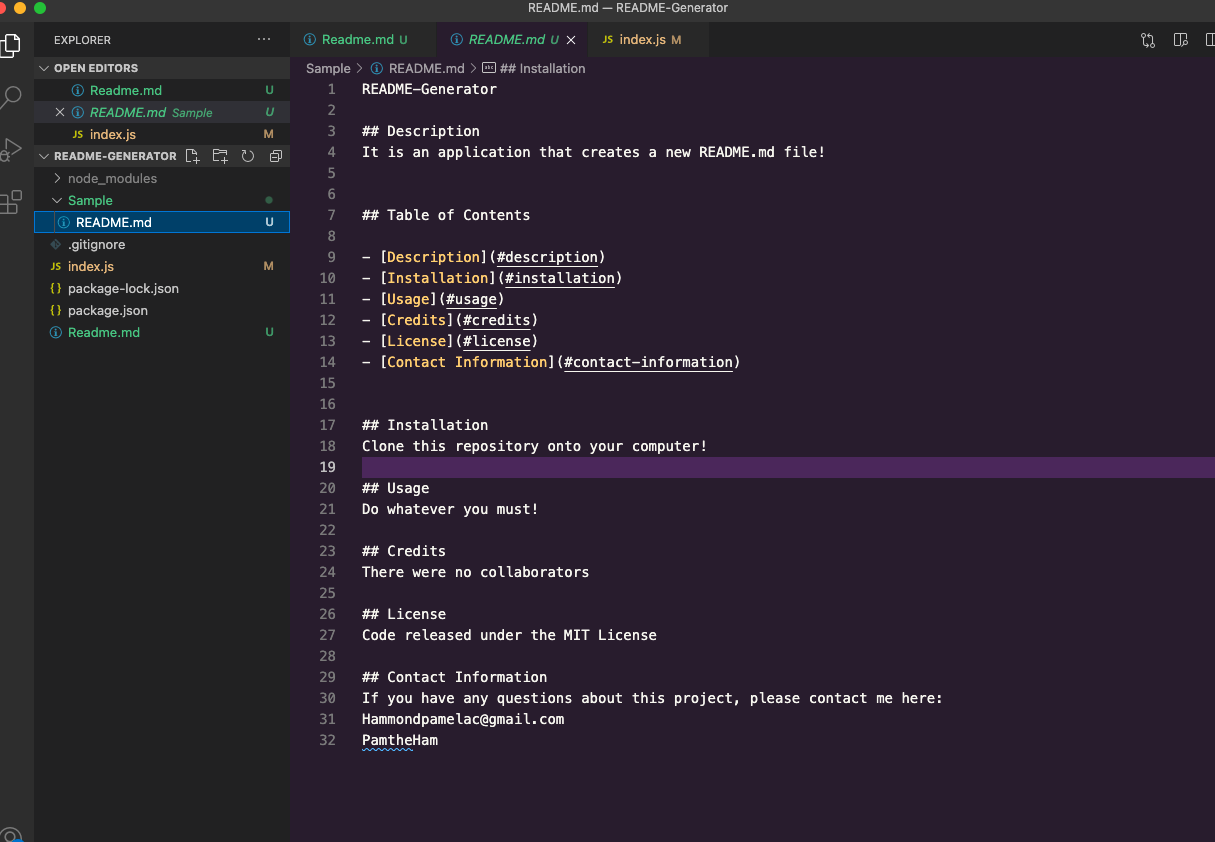 README.md — README-Generator
EXPLORER
···
Readme.md U
README.md U
JS index.js M
OPEN EDITORS
Readme.md U
README.md Sample U
JS index.js M
README-GENERATOR
node_modules
Sample
README.md U
.gitignore
JS index.js M
{} package-lock.json
{} package.json
Readme.md U
Sample > README.md > ## Installation
1 README-Generator
2
3 ## Description
4 It is an application that creates a new README.md file!
5
6
7 ## Table of Contents
8
9 - [Description](#description)
10 - [Installation](#installation)
11 - [Usage](#usage)
12 - [Credits](#credits)
13 - [License](#license)
14 - [Contact Information](#contact-information)
15
16
17 ## Installation
18 Clone this repository onto your computer!
19
20 ## Usage
21 Do whatever you must!
22
23 ## Credits
24 There were no collaborators
25
26 ## License
27 Code released under the MIT License
28
29 ## Contact Information
30 If you have any questions about this project, please contact me here:
31 Hammondpamelac@gmail.com
32 PamtheHam